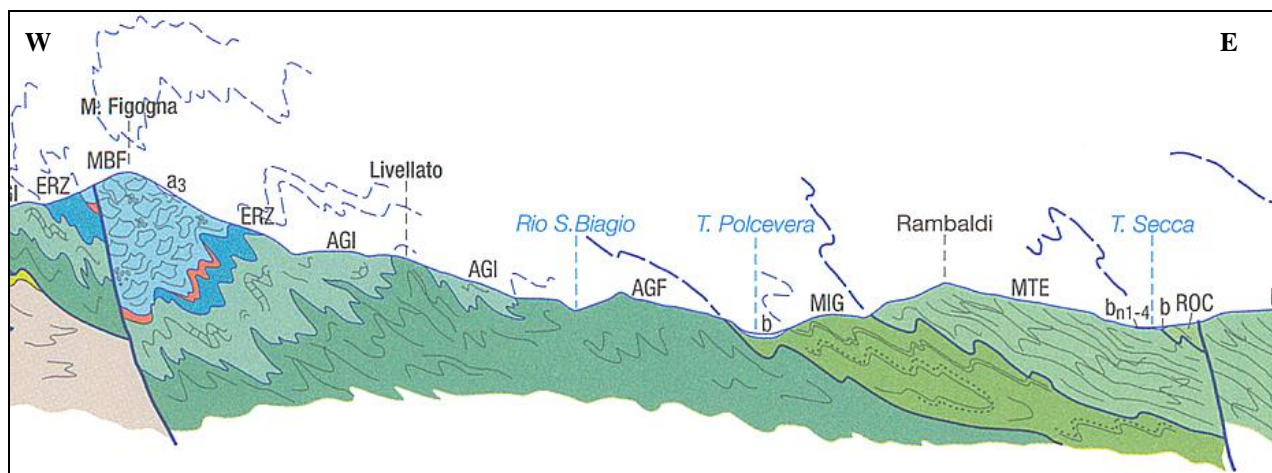 W
E
M. Figogna
MBF
a3
ERZ
GI
Livellato
ERZ
AGI
AGI
Rio S.Biagio
AGF
T. Polcevera
b
MIG
Rambaldi
MTE
T. Secca
bn1-4
b
ROC